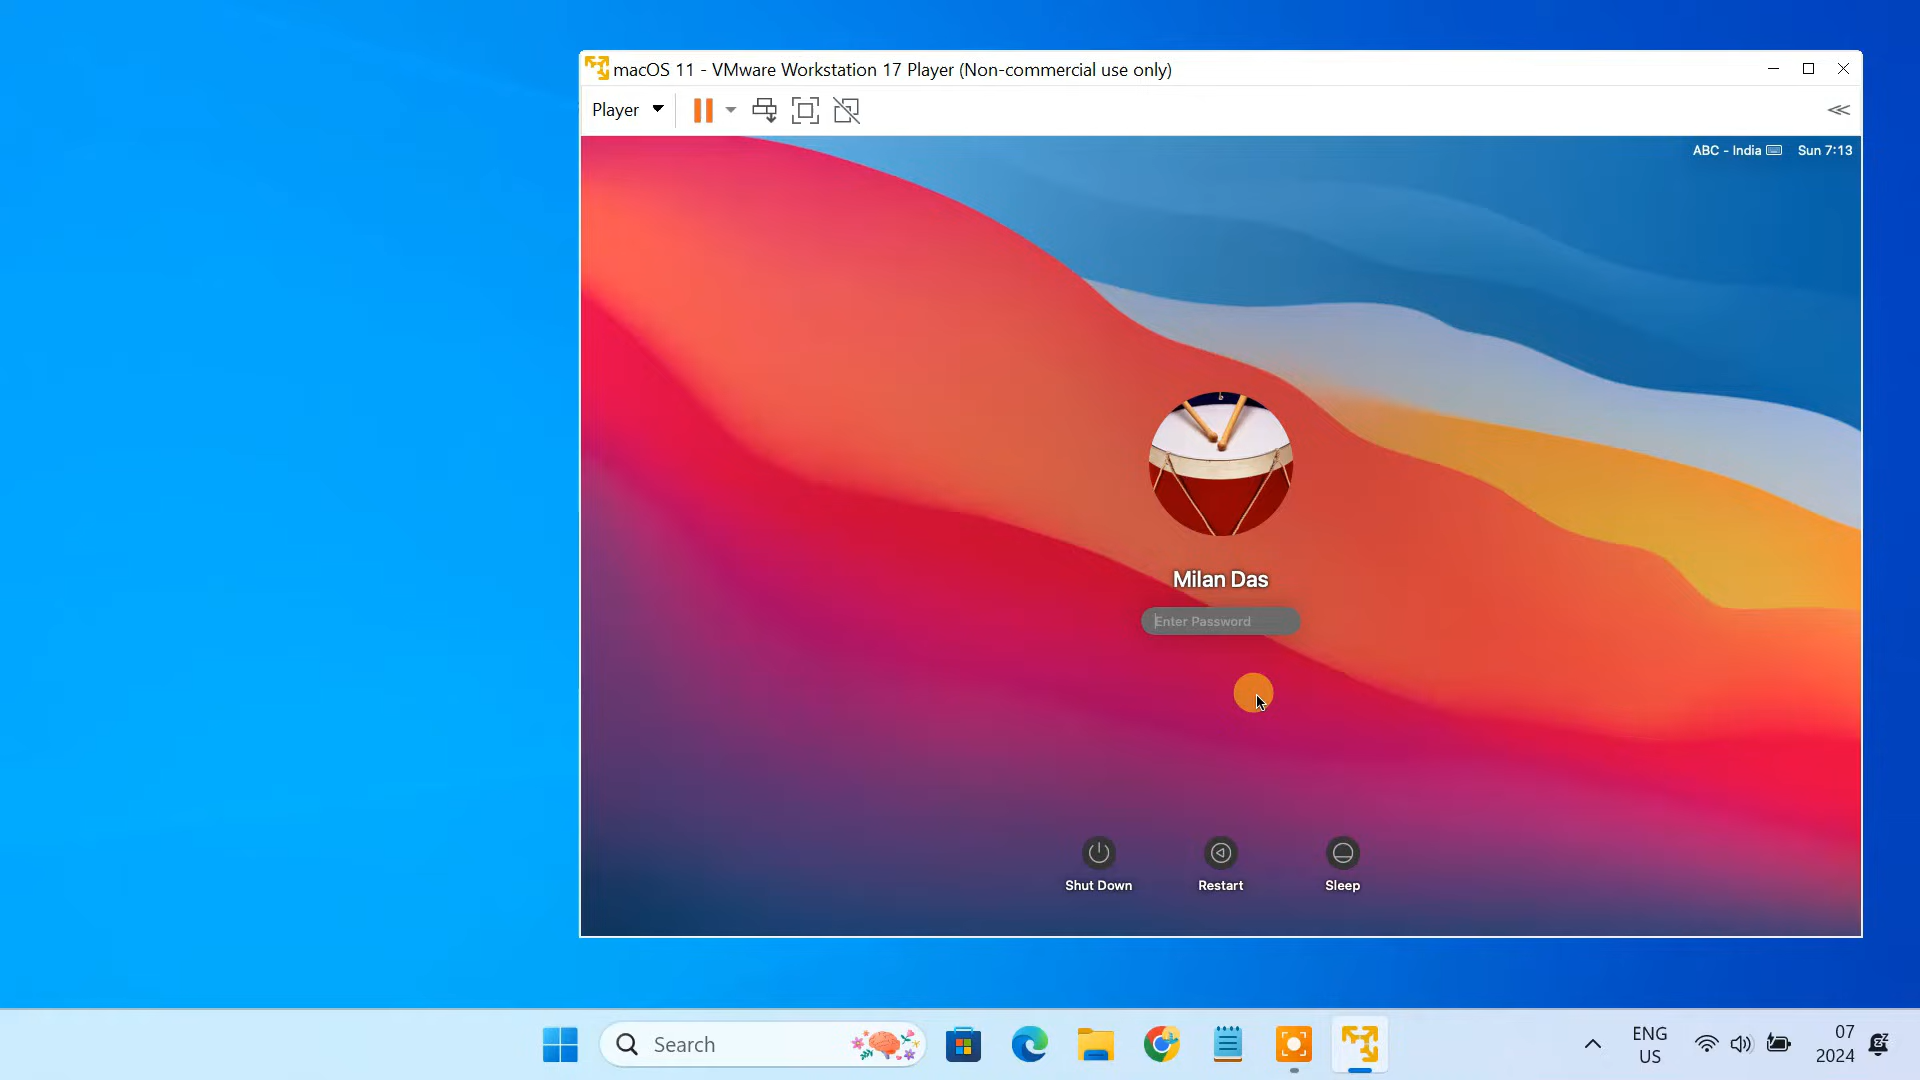 macOS 11 - VMware Workstation 17 Player (Non-commercial use only)
Player
ABC - India Sun 7:13
Milan Das
Enter Password
Shut Down Restart Sleep
Search
ENG
US
07
2024